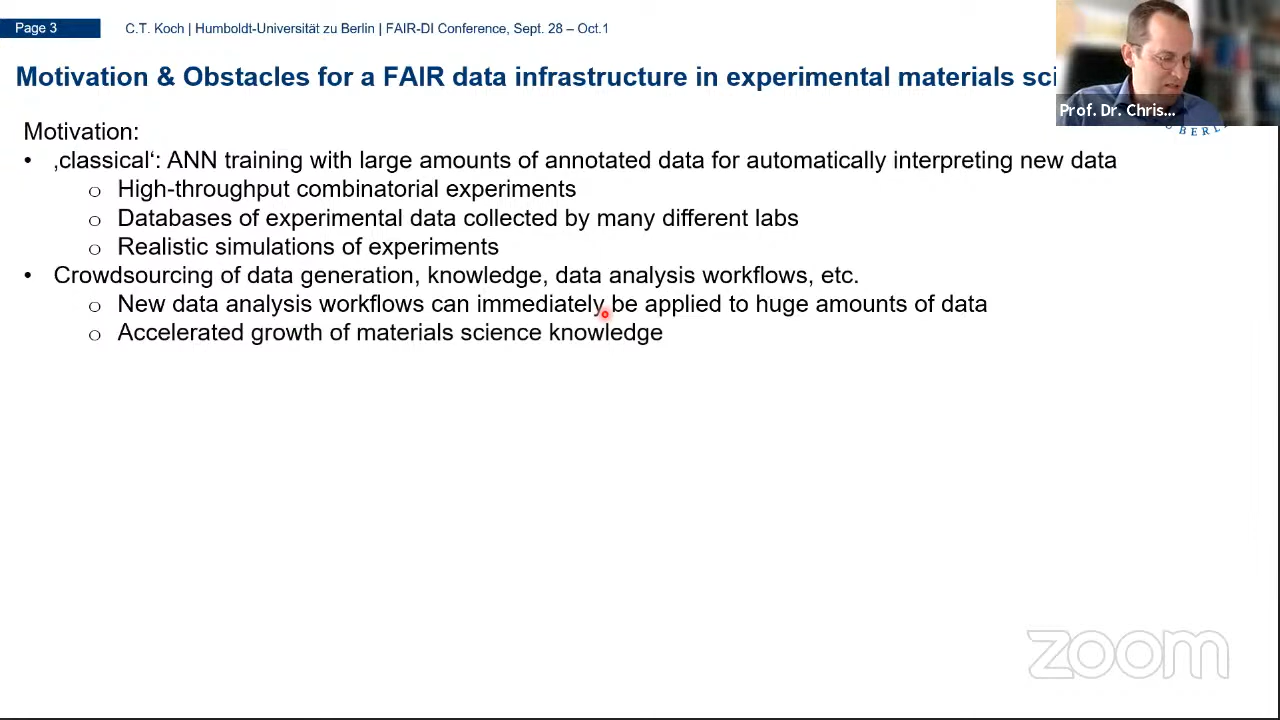 Page 3
C.T. Koch | Humboldt-Universität zu Berlin | FAIR-DI Conference, Sept. 28 – Oct.1
Motivation & Obstacles for a FAIR data infrastructure in experimental materials sci
Prof. Dr. Chris...
BERL
Motivation:
• ‚classical‘: ANN training with large amounts of annotated data for automatically interpreting new data
o High-throughput combinatorial experiments
o Databases of experimental data collected by many different labs
o Realistic simulations of experiments
• Crowdsourcing of data generation, knowledge, data analysis workflows, etc.
o New data analysis workflows can immediately be applied to huge amounts of data
o Accelerated growth of materials science knowledge
zoom